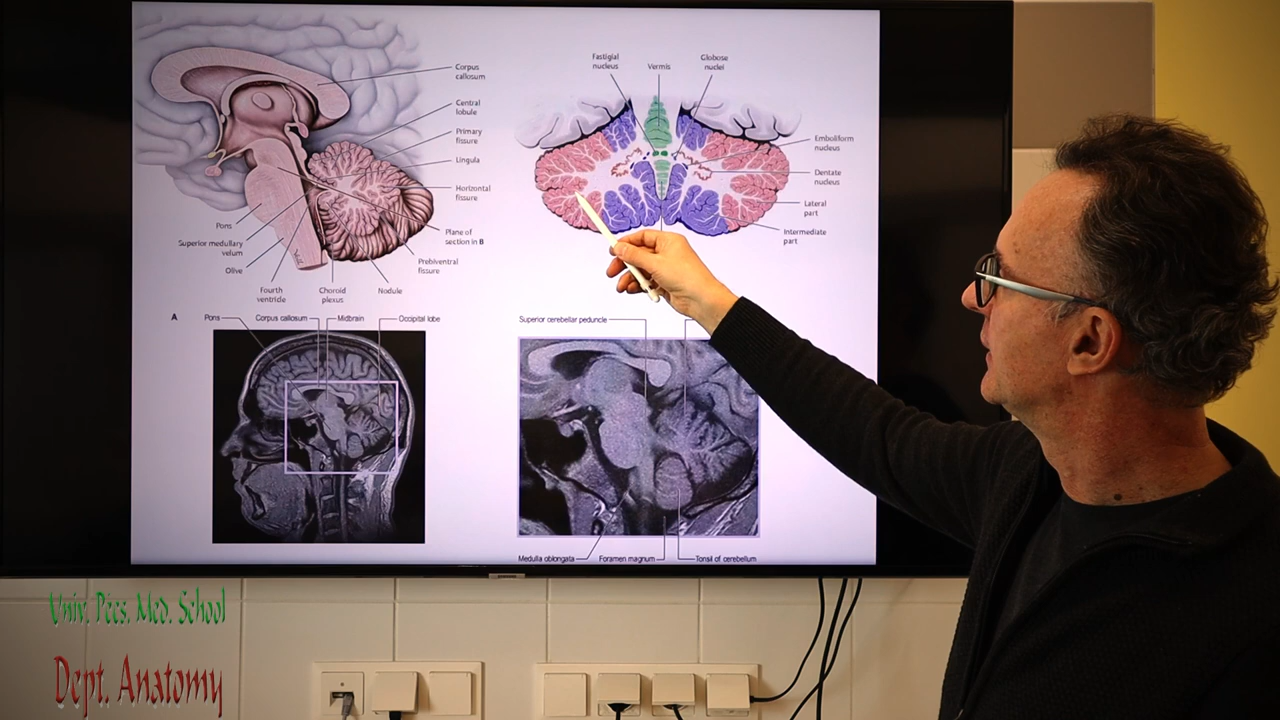 Corpus
callosum
Central
lobule
Primary
fissure
Lingula
Horizontal
fissure
Plane of
section in B
Prebiventral
fissure
Nodule
Choroid
plexus
Fourth
ventricle
Olive
Superior medullary
velum
Pons
Fastigial
nucleus
Vermis
Globose
nuclei
Emboliform
nucleus
Dentate
nucleus
Lateral
part
Intermediate
part
A
Pons
Corpus callosum
Midbrain
Occipital lobe
Superior cerebellar peduncle
Medulla oblongata
Foramen magnum
Tonsil of cerebellum
Univ. Pécs. Med. School
Dept. Anatomy